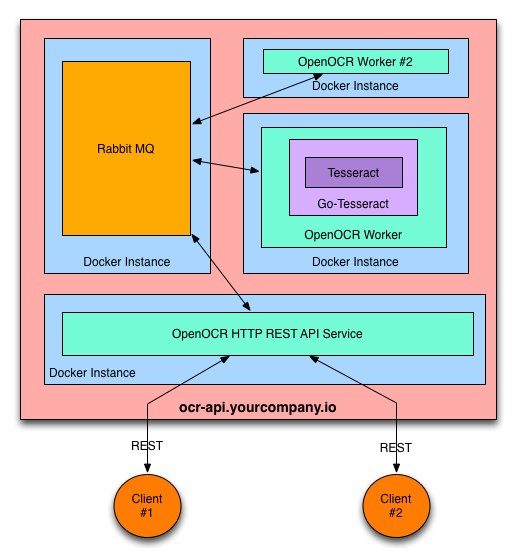 OpenOCR Worker #2
Docker Instance
Rabbit MQ
Docker Instance
Tesseract
Go-Tesseract
OpenOCR Worker
Docker Instance
OpenOCR HTTP REST API Service
Docker Instance
ocr-api.yourcompany.io
REST
REST
Client
#1
Client
#2